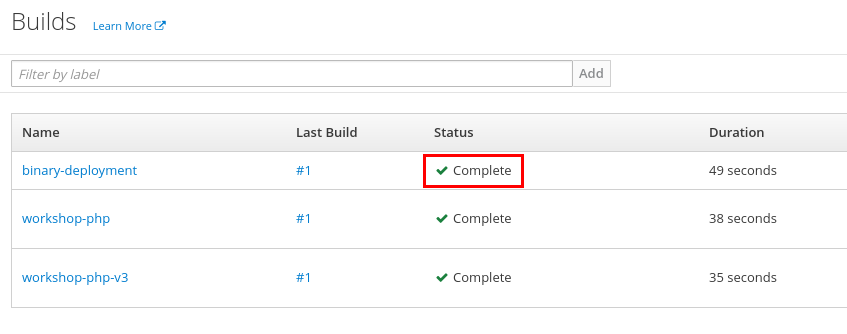 Builds Learn More
Filter by label Add
Name Last Build Status Duration
binary-deployment #1 Complete 49 seconds
workshop-php #1 Complete 38 seconds
workshop-php-v3 #1 Complete 35 seconds